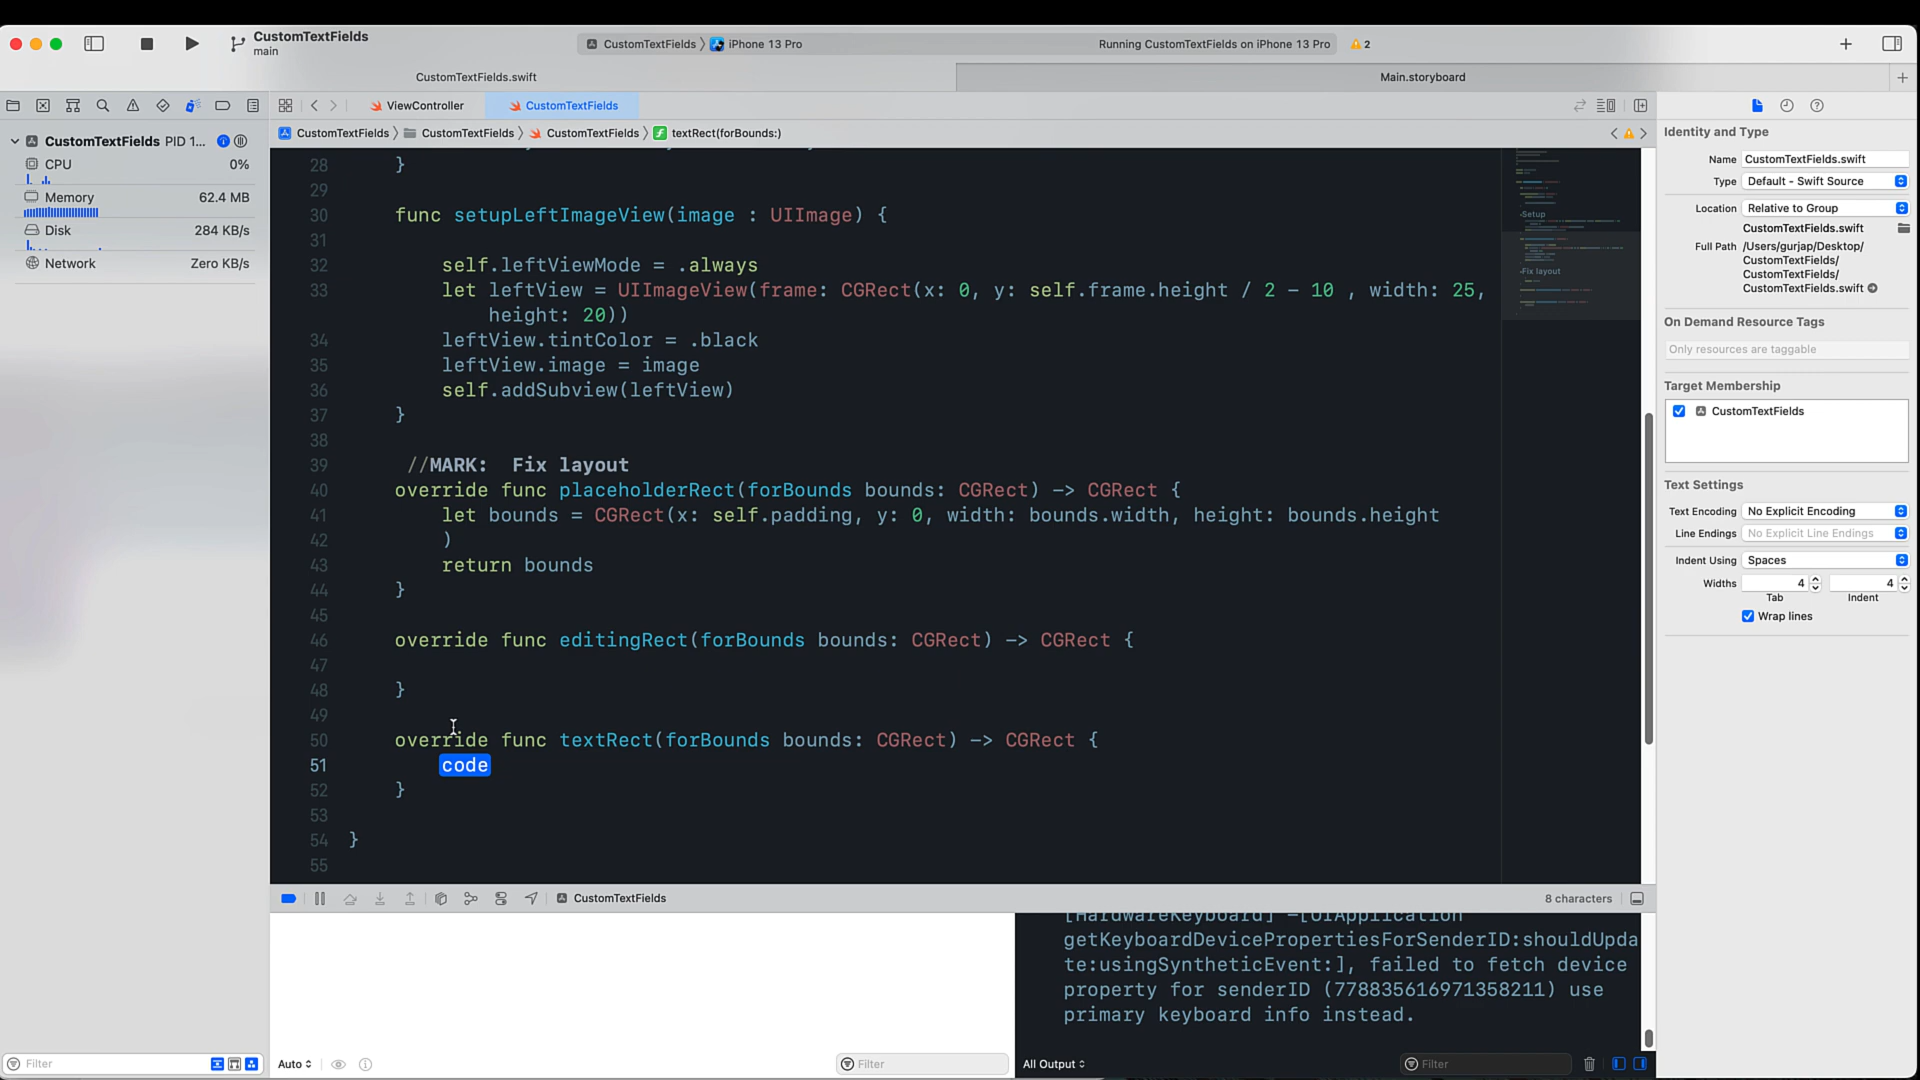 CustomTextFields
main
CustomTextFields
iPhone 13 Pro
Running CustomTextFields on iPhone 13 Pro
2
CustomTextFields.swift
Main.storyboard
ViewController
CustomTextFields
CustomTextFields
CustomTextFields
CustomTextFields
textRect(forBounds:)
CustomTextFields PID 1...
CPU 0%
Memory 62.4 MB
Disk 284 KB/s
Network Zero KB/s
28 }
29
30 func setupLeftImageView(image : UIImage) {
31
32 self.leftViewMode = .always
33 let leftView = UIImageView(frame: CGRect(x: 0, y: self.frame.height / 2 - 10 , width: 25,
height: 20))
34 leftView.tintColor = .black
35 leftView.image = image
36 self.addSubview(leftView)
37 }
38
39 //MARK: Fix layout
40 override func placeholderRect(forBounds bounds: CGRect) -> CGRect {
41 let bounds = CGRect(x: self.padding, y: 0, width: bounds.width, height: bounds.height
42 )
43 return bounds
44 }
45
46 override func editingRect(forBounds bounds: CGRect) -> CGRect {
47
48 }
49
50 override func textRect(forBounds bounds: CGRect) -> CGRect {
51 code
52 }
53
54 }
55
Setup
Fix layout
Identity and Type
Name CustomTextFields.swift
Type Default - Swift Source
Location Relative to Group
CustomTextFields.swift
Full Path /Users/gurjap/Desktop/
CustomTextFields/
CustomTextFields/
CustomTextFields.swift
On Demand Resource Tags
Only resources are taggable
Target Membership
CustomTextFields
Text Settings
Text Encoding No Explicit Encoding
Line Endings No Explicit Line Endings
Indent Using Spaces
Widths 4 4
Tab Indent
Wrap lines
CustomTextFields
8 characters
[HardwareKeyboard] -[UIApplication
getKeyboardDevicePropertiesForSenderID:shouldUpda
te:usingSyntheticEvent:], failed to fetch device
property for senderID (778835616971358211) use
primary keyboard info instead.
Filter
Auto
Filter
All Output
Filter